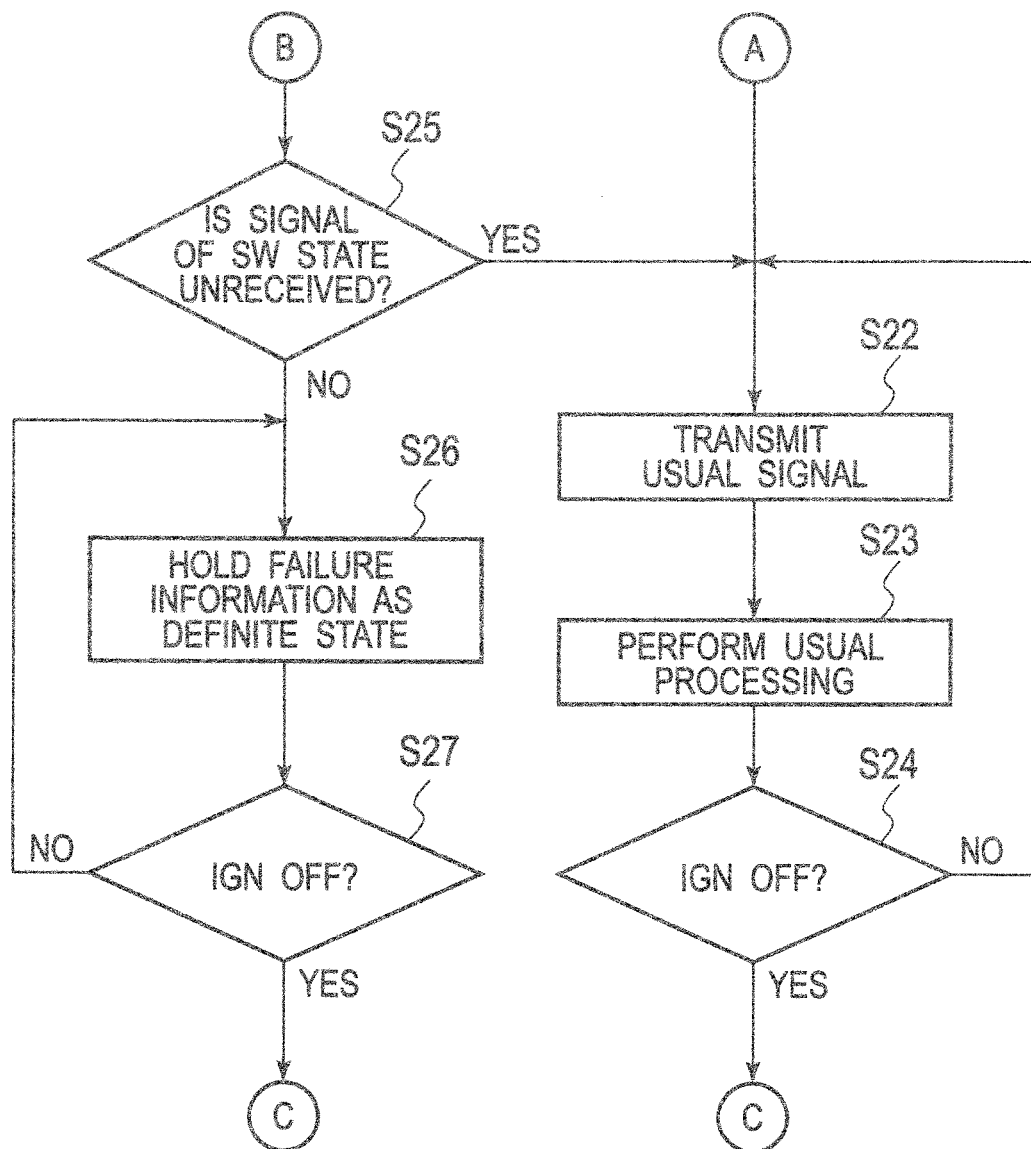 B
A
S25
IS SIGNAL
OF SW STATE
UNRECEIVED?
YES
NO
S22
TRANSMIT
USUAL SIGNAL
S26
HOLD FAILURE
INFORMATION AS
DEFINITE STATE
S23
PERFORM USUAL
PROCESSING
S27
IGN OFF?
NO
YES
S24
IGN OFF?
NO
YES
C
C